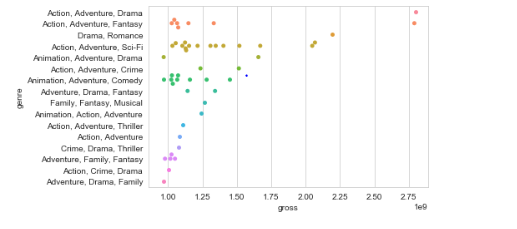 Action, Adventure, Drama
Action, Adventure, Fantasy
Drama, Romance
Action, Adventure, Sci-Fi
Animation, Adventure, Drama
Action, Adventure, Crime
Animation, Adventure, Comedy
Adventure, Drama, Fantasy
Family, Fantasy, Musical
Animation, Action, Adventure
Action, Adventure, Thriller
Action, Adventure
Crime, Drama, Thriller
Adventure, Family, Fantasy
Action, Crime, Drama
Adventure, Drama, Family
genre
1.00 1.25 1.50 1.75 2.00 2.25 2.50 2.75
gross
1e9